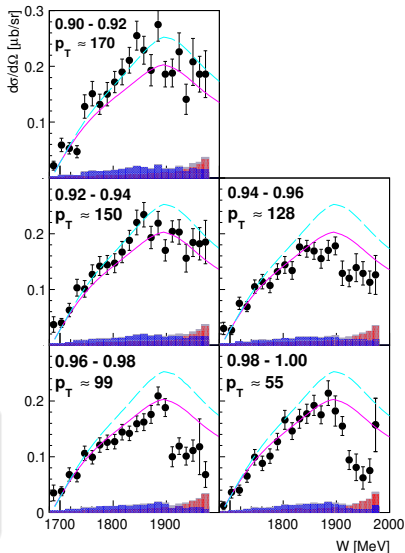 0.3
0.90 - 0.92
p_T ≈ 170
dσ/dΩ [μb/sr]
0.2
0.1
0.92 - 0.94
p_T ≈ 150
0.94 - 0.96
p_T ≈ 128
0.2
0.1
0.96 - 0.98
p_T ≈ 99
0.98 - 1.00
p_T ≈ 55
0.2
0.1
0
1700 1800 1900
1800 1900 2000
W [MeV]